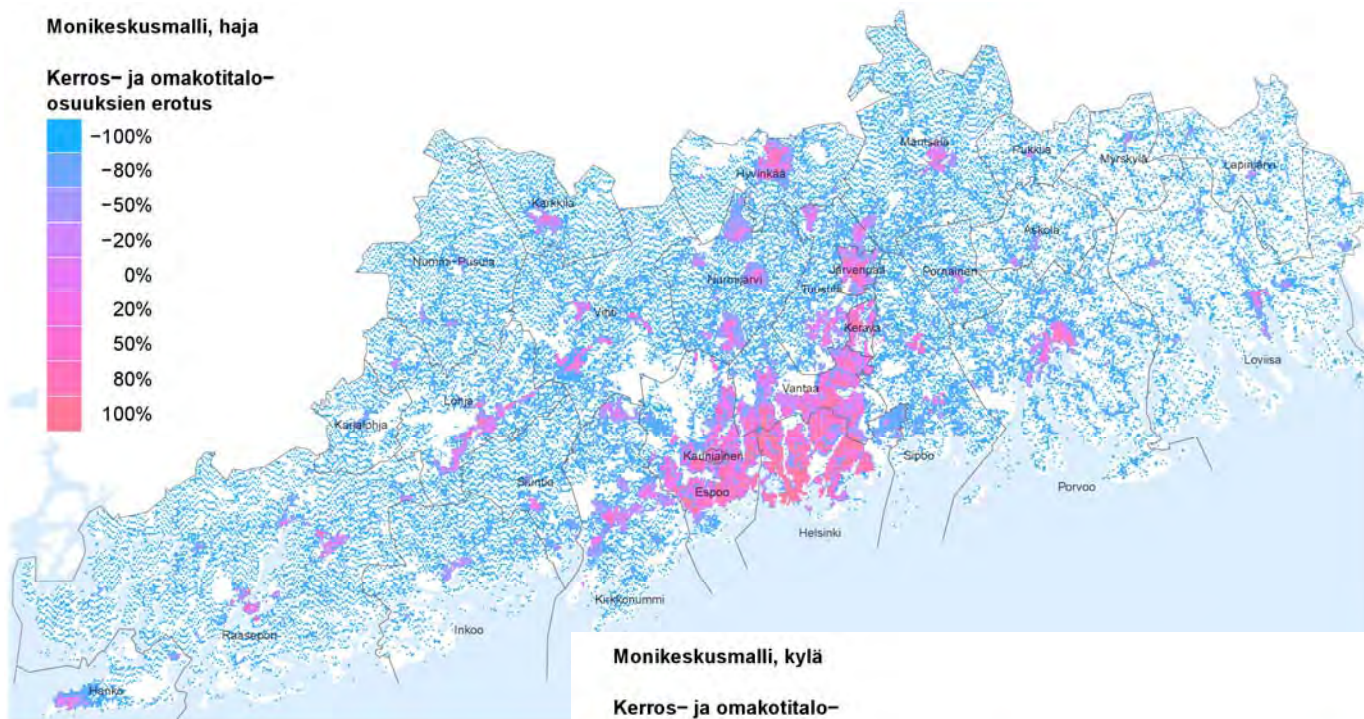 Monikeskusmalli, haja
Kerros- ja omakotitalo-
osuuksien erotus
-100%
-80%
-50%
-20%
0%
20%
50%
80%
100%
Mäntsälä
Pukkila
Myrskylä
Lapinjärvi
Hyvinkää
Karkkila
Askola
Nummi-Pusula
Nurmijärvi
Järvenpää
Pornainen
Tuusula
Vihti
Kerava
Loviisa
Vantaa
Lohja
Karjalohja
Kauniainen
Sipoo
Siuntio
Espoo
Porvoo
Helsinki
Kirkkonummi
Inkoo
Raasepori
Hanko
Monikeskusmalli, kylä
Kerros- ja omakotitalo-